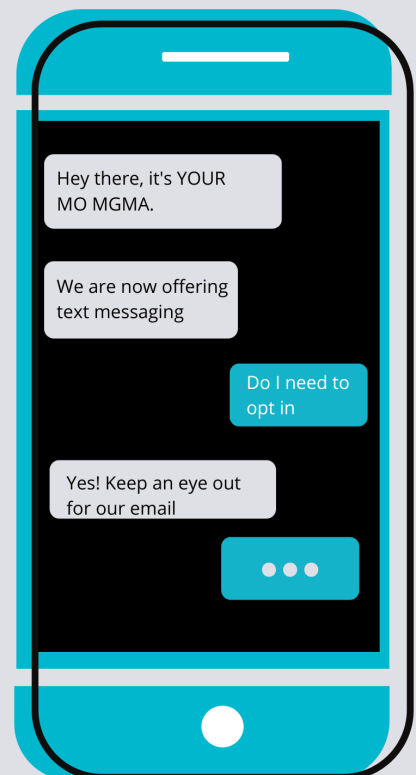 Hey there, it's YOUR
MO MGMA.
We are now offering
text messaging
Do I need to
opt in
Yes! Keep an eye out
for our email